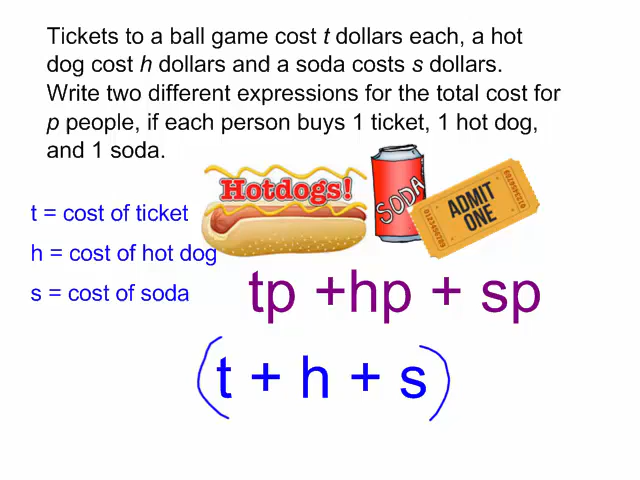 Tickets to a ball game cost t dollars each, a hot
dog cost h dollars and a soda costs s dollars.
Write two different expressions for the total cost for
p people, if each person buys 1 ticket, 1 hot dog,
and 1 soda.
Hotdogs!
SODA
ADMIT
ONE
t = cost of ticket
h = cost of hot dog
s = cost of soda
tp +hp + sp
(t + h + s)